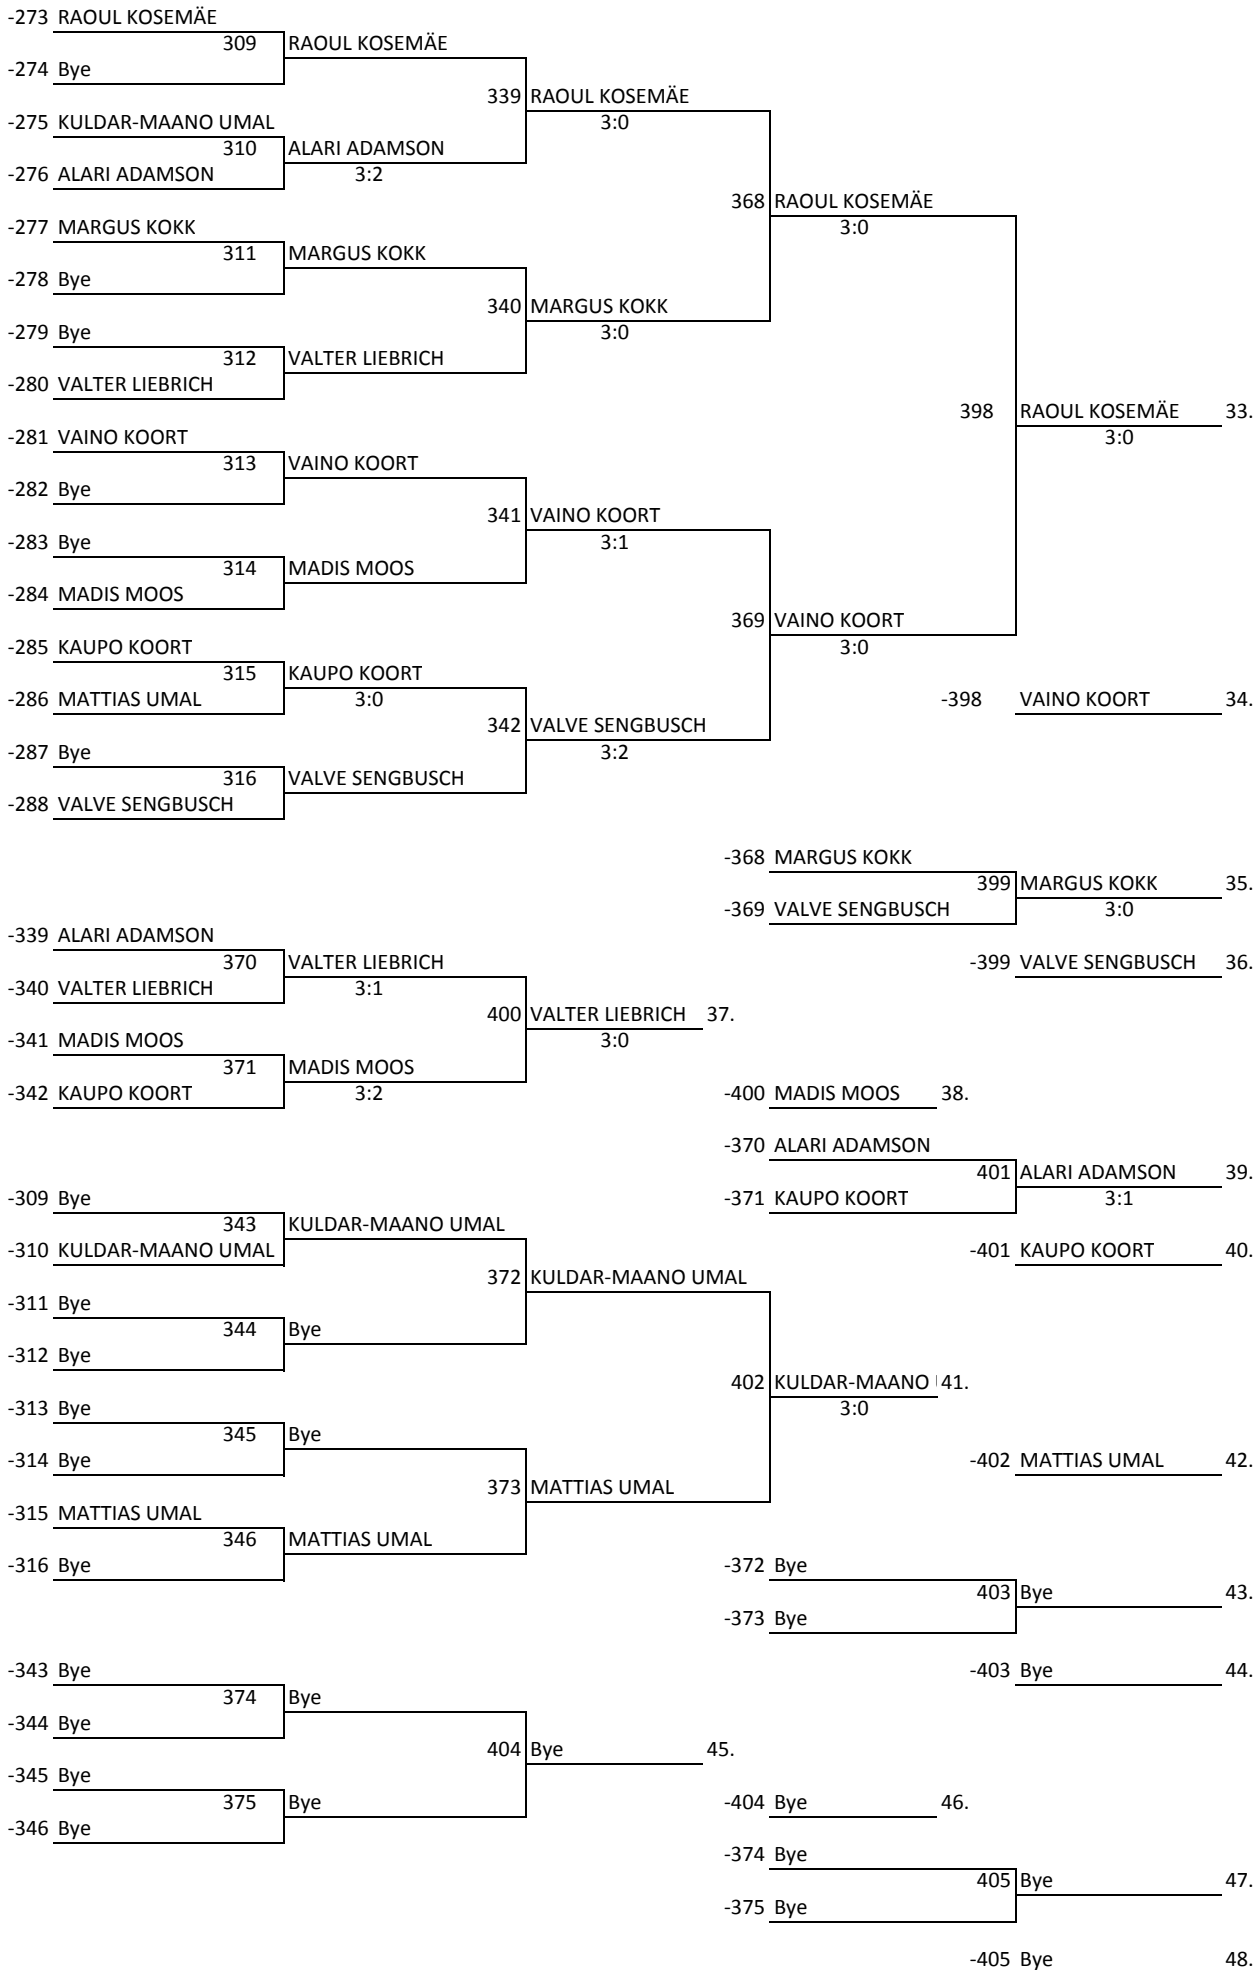 -273 RAOUL KOSEMÄE
309 RAOUL KOSEMÄE
-274 Bye
339 RAOUL KOSEMÄE
-275 KULDAR-MAANO UMAL 3:0
310 ALARI ADAMSON
-276 ALARI ADAMSON 3:2
368 RAOUL KOSEMÄE
-277 MARGUS KOKK 3:0
311 MARGUS KOKK
-278 Bye
340 MARGUS KOKK
-279 Bye 3:0
312 VALTER LIEBRICH
-280 VALTER LIEBRICH
398 RAOUL KOSEMÄE 33.
-281 VAINO KOORT 3:0
313 VAINO KOORT
-282 Bye
341 VAINO KOORT
-283 Bye 3:1
314 MADIS MOOS
-284 MADIS MOOS
369 VAINO KOORT
-285 KAUPO KOORT 3:0
315 KAUPO KOORT
-286 MATTIAS UMAL 3:0 -398 VAINO KOORT 34.
342 VALVE SENGBUSCH
-287 Bye 3:2
316 VALVE SENGBUSCH
-288 VALVE SENGBUSCH
-368 MARGUS KOKK
399 MARGUS KOKK 35.
-369 VALVE SENGBUSCH 3:0
-339 ALARI ADAMSON
370 VALTER LIEBRICH -399 VALVE SENGBUSCH 36.
-340 VALTER LIEBRICH 3:1
400 VALTER LIEBRICH 37.
-341 MADIS MOOS 3:0
371 MADIS MOOS
-342 KAUPO KOORT 3:2 -400 MADIS MOOS 38.
-370 ALARI ADAMSON
401 ALARI ADAMSON 39.
-309 Bye -371 KAUPO KOORT 3:1
343 KULDAR-MAANO UMAL
-310 KULDAR-MAANO UMAL -401 KAUPO KOORT 40.
372 KULDAR-MAANO UMAL
-311 Bye
344 Bye
-312 Bye
402 KULDAR-MAANO 41.
-313 Bye 3:0
345 Bye
-314 Bye -402 MATTIAS UMAL 42.
373 MATTIAS UMAL
-315 MATTIAS UMAL
346 MATTIAS UMAL
-316 Bye -372 Bye
403 Bye 43.
-373 Bye
-343 Bye -403 Bye 44.
374 Bye
-344 Bye
404 Bye 45.
-345 Bye
375 Bye -404 Bye 46.
-346 Bye
-374 Bye
405 Bye 47.
-375 Bye
-405 Bye 48.